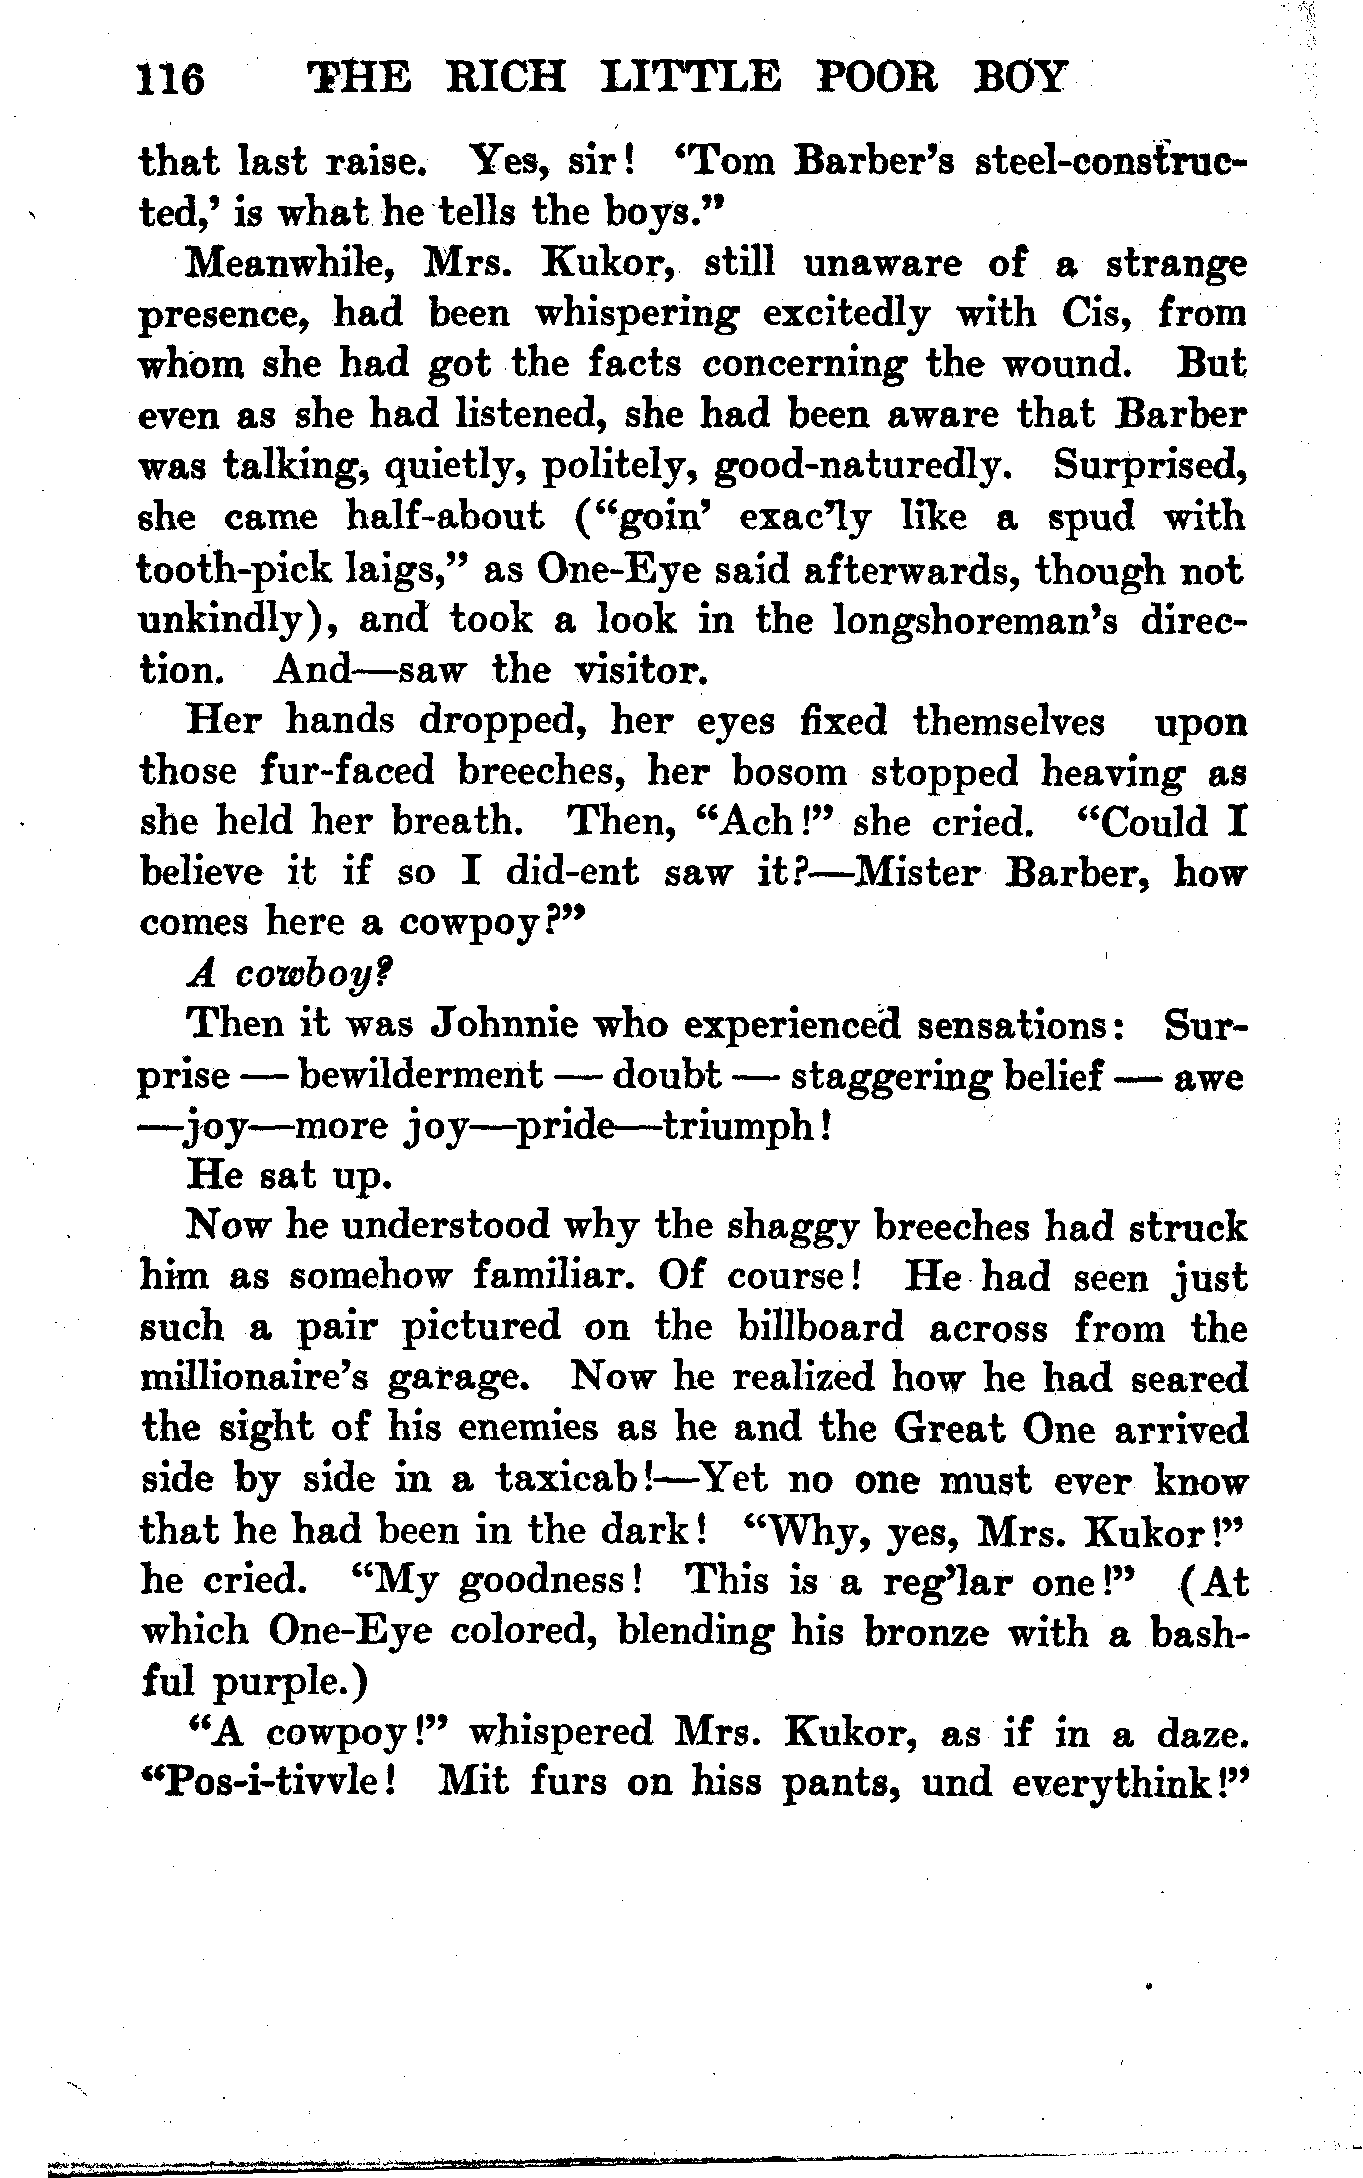 116 THE RICH LITTLE POOR BOY
that last raise. Yes, sir! ‘Tom Barber’s steel-construc-
ted,’ is what he tells the boys.”
Meanwhile, Mrs. Kukor, still unaware of a strange
presence, had been whispering excitedly with Cis, from
whom she had got the facts concerning the wound. But
even as she had listened, she had been aware that Barber
was talking, quietly, politely, good-naturedly. Surprised,
she came half-about (“goin’ exac’ly like a spud with
tooth-pick laigs,” as One-Eye said afterwards, though not
unkindly), and took a look in the longshoreman’s direc-
tion. And—saw the visitor.
Her hands dropped, her eyes fixed themselves upon
those fur-faced breeches, her bosom stopped heaving as
she held her breath. Then, “Ach!” she cried. “Could I
believe it if so I did-ent saw it?—Mister Barber, how
comes here a cowpoy?”
A cowboy?
Then it was Johnnie who experienced sensations: Sur-
prise — bewilderment — doubt — staggering belief — awe
—joy—more joy—pride—triumph!
He sat up.
Now he understood why the shaggy breeches had struck
him as somehow familiar. Of course! He had seen just
such a pair pictured on the billboard across from the
millionaire’s garage. Now he realized how he had seared
the sight of his enemies as he and the Great One arrived
side by side in a taxicab!—Yet no one must ever know
that he had been in the dark! “Why, yes, Mrs. Kukor!”
he cried. “My goodness! This is a reg’lar one!” (At
which One-Eye colored, blending his bronze with a bash-
ful purple.)
“A cowpoy!” whispered Mrs. Kukor, as if in a daze.
“Pos-i-tivvle! Mit furs on hiss pants, und everythink!”